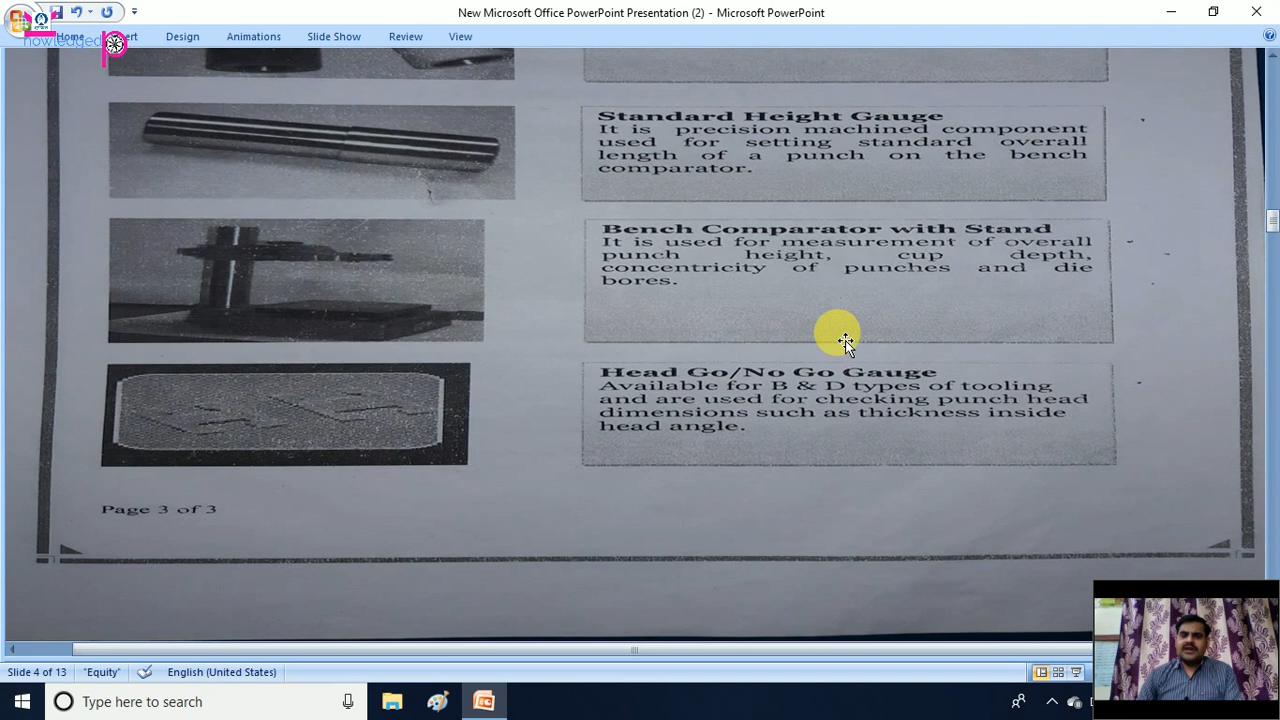 New Microsoft Office PowerPoint Presentation (2) - Microsoft PowerPoint
Home Insert Design Animations Slide Show Review View
nowledged
Standard Height Gauge
It is precision machined component
used for setting standard overall
length of a punch on the bench
comparator.
Bench Comparator with Stand
It is used for measurement of overall
punch height, cup depth,
concentricity of punches and die
bores.
Head Go/No Go Gauge
Available for B & D types of tooling
and are used for checking punch head
dimensions such as thickness inside
head angle.
Page 3 of 3
Slide 4 of 13 "Equity" English (United States)
Type here to search